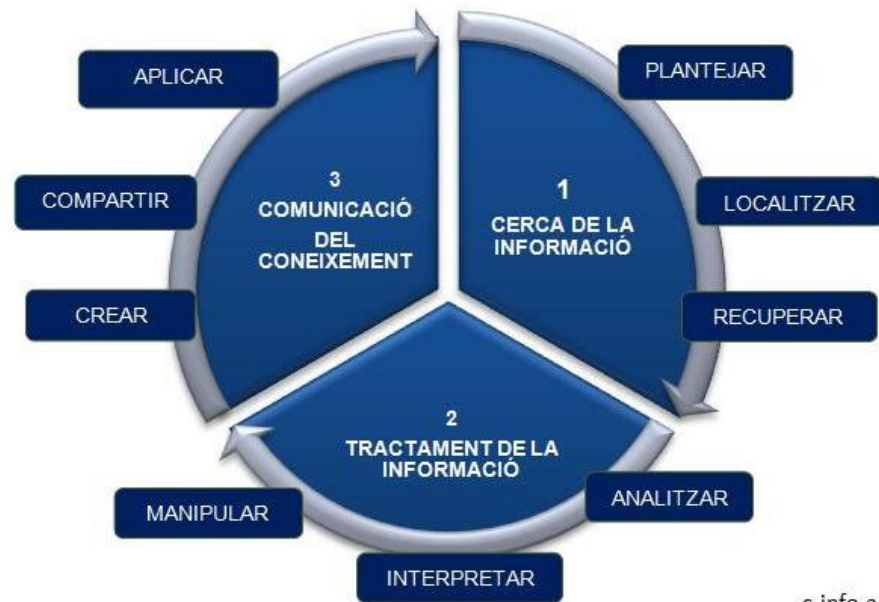 1
CERCA DE LA
INFORMACIÓ
PLANTEJAR
LOCALITZAR
RECUPERAR
2
TRACTAMENT DE LA
INFORMACIÓ
ANALITZAR
INTERPRETAR
MANIPULAR
3
COMUNICACIÓ
DEL
CONEIXEMENT
CREAR
COMPARTIR
APLICAR